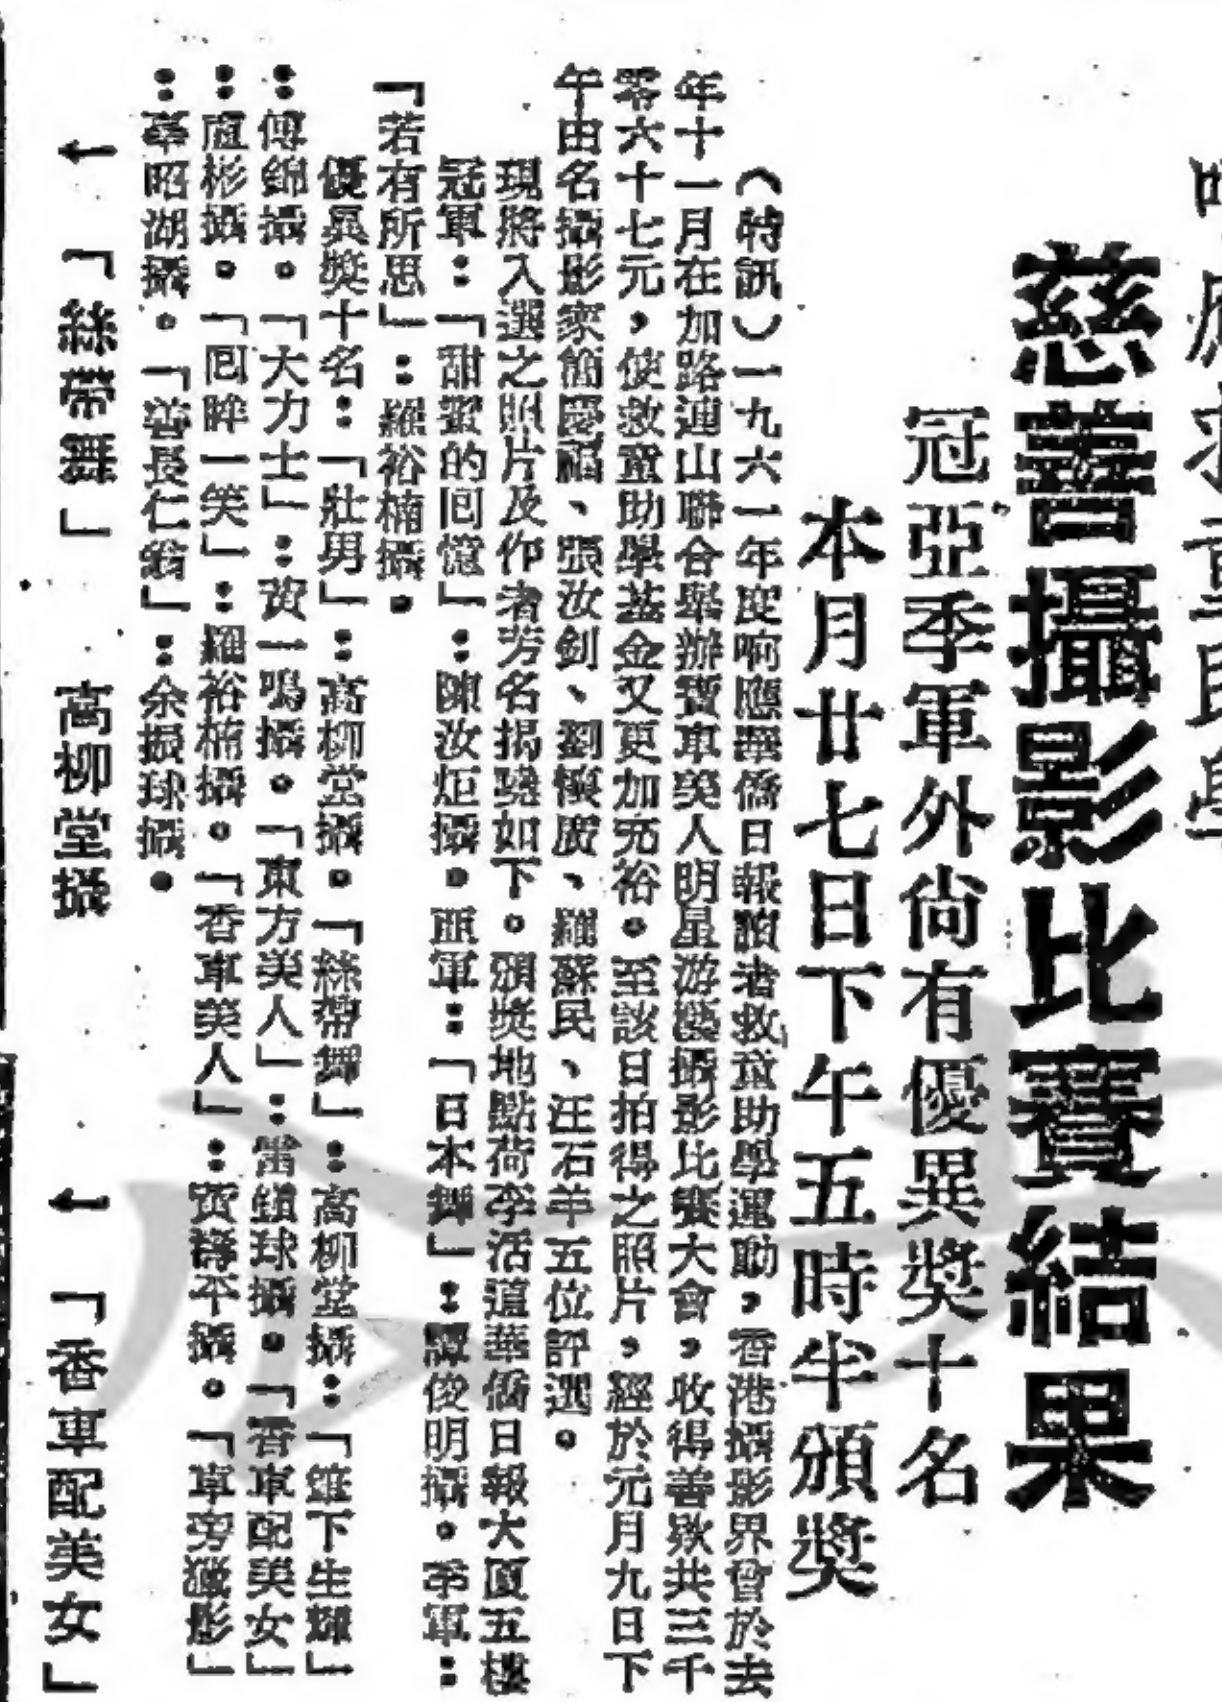 慈善攝影比賽結果
冠亞季軍外尚有優異獎十名
本月廿七日下午五時半頒獎
（特訊）一九六一年度响應華僑日報讀者救童助學運動，香港攝影界曾於去
年十一月在加路連山聯合舉辦寶車美人明星游藝攝影比賽大會，收得善欵共三千
零六十七元，使救童助學基金又更加充裕。至該日拍得之照片，經於元月九日下
午由名攝影家簡慶福、張汝釗、劉懷廣、羅蘇民、汪石羊五位評選。
現將入選之照片及作者芳名揭曉如下。頒獎地點荷李活道華僑日報大厦五樓
冠軍：「甜蜜的囘憶」：陳汝炬攝。亞軍：「日本舞」：譚俊明攝。季軍：
「若有所思」：羅裕楠攝。
優異獎十名：「壯男」：高柳堂攝。「絲帶舞」：高柳堂攝：「燈下生輝」
：傅錦攝。「大力士」：黃一鳴攝。「東方美人」：鎮球攝。「香車配美女」
：盧彬攝。「囘眸一笑」：羅裕楠攝。「香車美人」：黃壽平攝。「車旁獵影」
：昭湖攝。「善長仁翁」：余振球攝。
↑「絲帶舞」 高柳堂攝
↑「香車配美女」